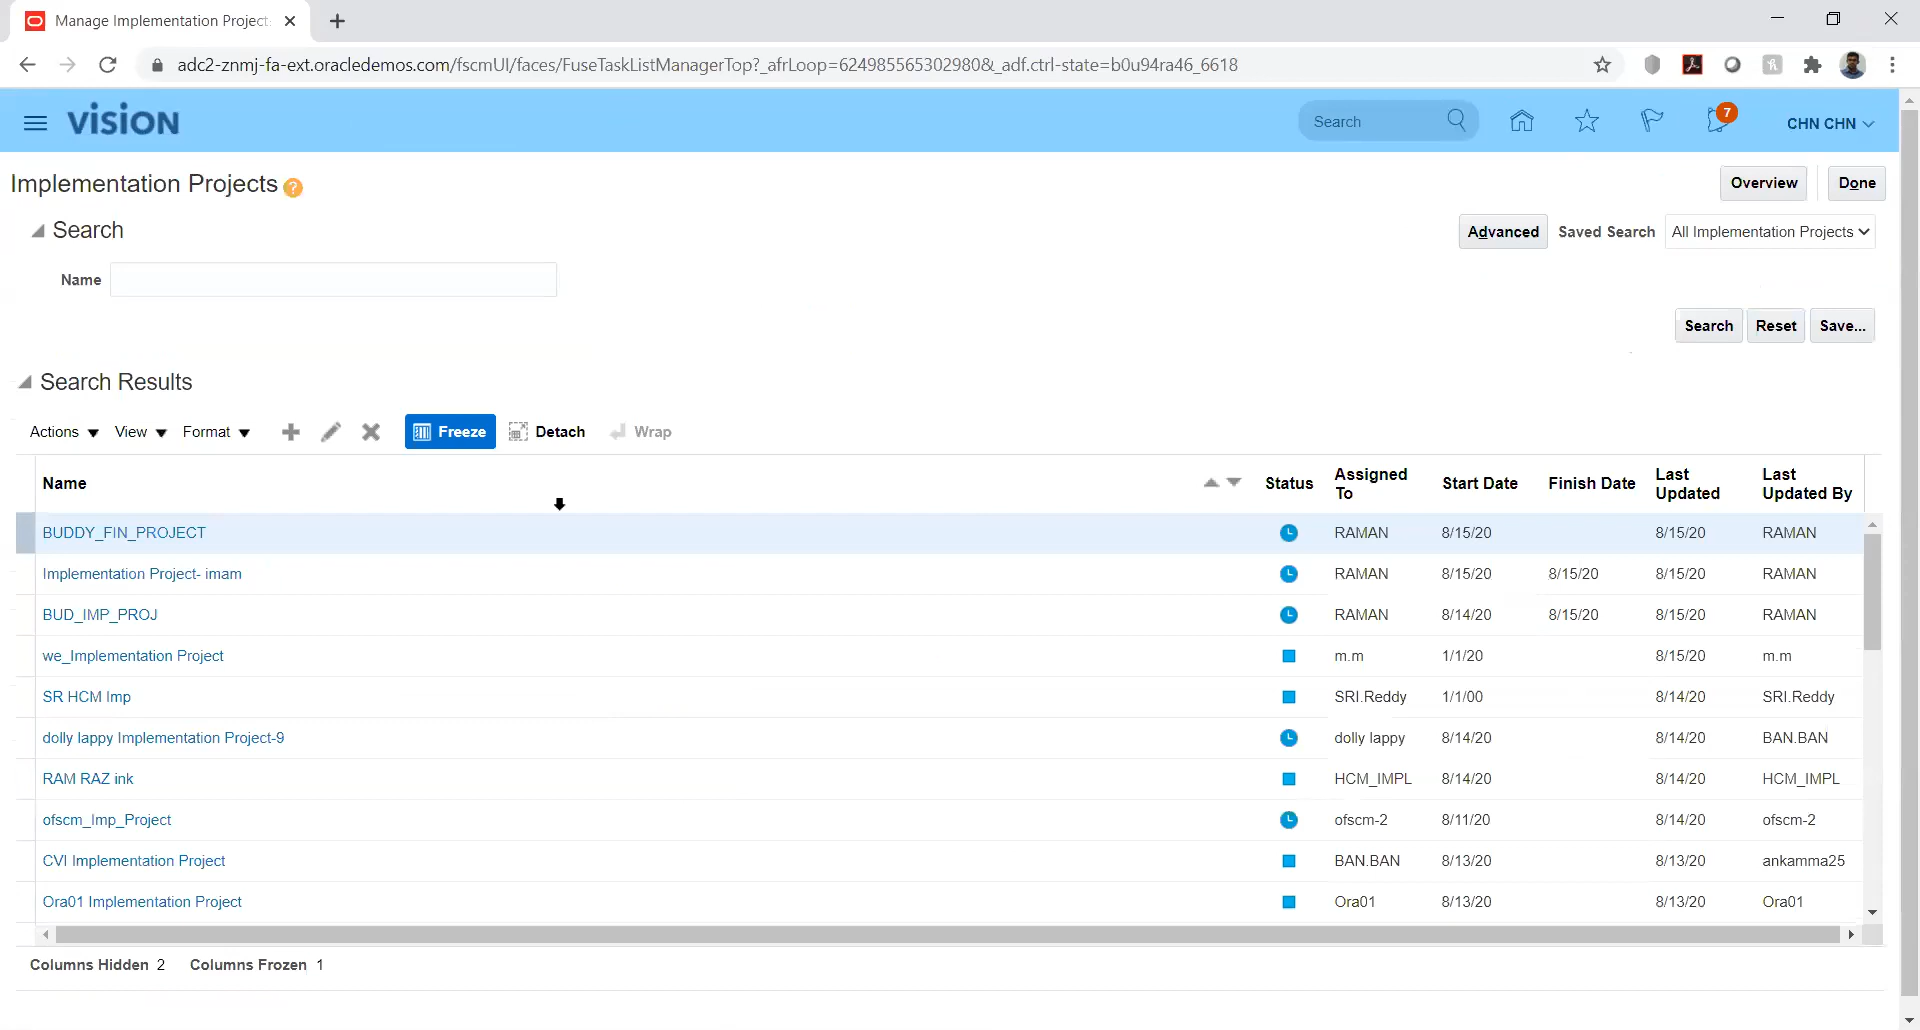 Manage Implementation Project
adc2-znmj-fa-ext.oracledemos.com/fscmUI/faces/FuseTaskListManagerTop?_afrLoop=62498556530298​0&_adf.ctrl-state=b0u94ra46_6618
VISION
Search
7
CHN CHN
Implementation Projects ?
Overview
Done
Search
Advanced Saved Search All Implementation Projects
Name
Search Reset Save...
Search Results
Actions View Format Freeze Detach Wrap
Name Status Assigned To Start Date Finish Date Last Updated Last Updated By
BUDDY_FIN_PROJECT RAMAN 8/15/20 8/15/20 RAMAN
Implementation Project- imam RAMAN 8/15/20 8/15/20 8/15/20 RAMAN
BUD_IMP_PROJ RAMAN 8/14/20 8/15/20 8/15/20 RAMAN
we_Implementation Project m.m 1/1/20 8/15/20 m.m
SR HCM Imp SRI.Reddy 1/1/00 8/14/20 SRI.Reddy
dolly lappy Implementation Project-9 dolly lappy 8/14/20 8/14/20 BAN.BAN
RAM RAZ ink HCM_IMPL 8/14/20 8/14/20 HCM_IMPL
ofscm_Imp_Project ofscm-2 8/11/20 8/14/20 ofscm-2
CVI Implementation Project BAN.BAN 8/13/20 8/13/20 ankamma25
Ora01 Implementation Project Ora01 8/13/20 8/13/20 Ora01
Columns Hidden 2 Columns Frozen 1